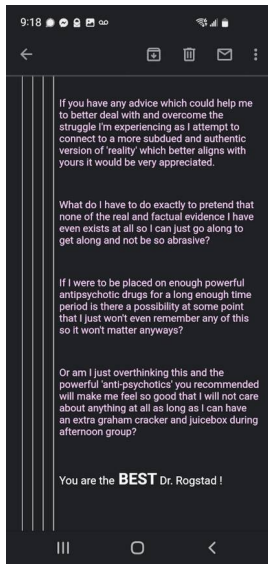 9:18
If you have any advice which could help me
to better deal with and overcome the
struggle I'm experiencing as I attempt to
connect to a more subdued and authentic
version of 'reality' which better aligns with
yours it would be very appreciated.
What do I have to do exactly to pretend that
none of the real and factual evidence I have
even exists at all so I can just go along to
get along and not be so abrasive?
If I were to be placed on enough powerful
antipsychotic drugs for a long enough time
period is there a possibility at some point
that I just won't even remember any of this
so it won't matter anyways?
Or am I just overthinking this and the
powerful 'anti-psychotics' you recommended
will make me feel so good that I will not care
about anything at all as long as I can have
an extra graham cracker and juicebox during
afternoon group?
You are the BEST Dr. Rogstad !